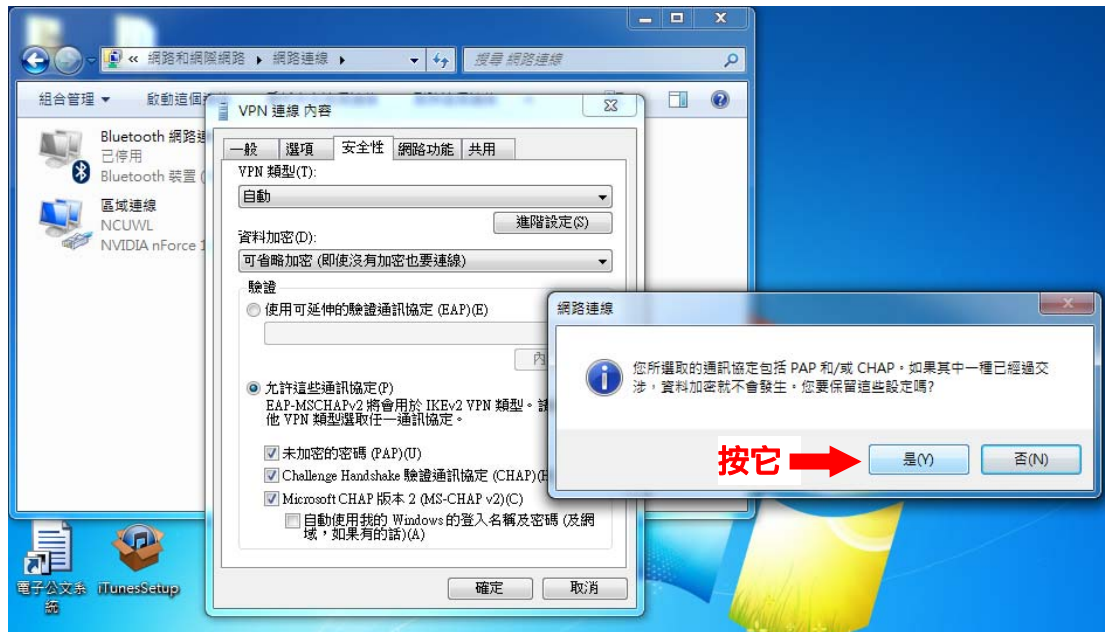 « 網路和網際網路 ▸ 網路連線 ▸
搜尋 網路連線
組合管理 ▼
啟動這個
Bluetooth 網路連
已停用
Bluetooth 裝置 (
區域連線
NCUWL
NVIDIA nForce 1
VPN 連線 內容
一般 選項 安全性 網路功能 共用
VPN 類型(T):
自動
進階設定(S)
資料加密(D):
可省略加密 (即使沒有加密也要連線)
驗證
使用可延伸的驗證通訊協定 (EAP)(E)
內
允許這些通訊協定(P)
EAP-MSCHAPv2 將會用於 IKEv2 VPN 類型。
他 VPN 類型選取任一通訊協定。
未加密的密碼 (PAP)(U)
Challenge Handshake 驗證通訊協定 (CHAP)(H
Microsoft CHAP 版本 2 (MS-CHAP v2)(C)
自動使用我的 Windows 的登入名稱及密碼 (及網
域，如果有的話)(A)
確定 取消
網路連線
您所選取的通訊協定包括 PAP 和/或 CHAP。如果其中一種已經過交
涉，資料加密就不會發生。您要保留這些設定嗎?
按它
是(Y) 否(N)
電子公文系
統
iTunesSetup